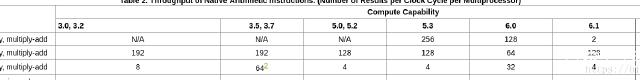 Table 2. Throughput of Native Arithmetic Instructions. (Number of Results per Clock Cycle per Multiprocessor)
Compute Capability
3.0, 3.2 3.5, 3.7 5.0, 5.2 5.3 6.0 6.1
multiply-add N/A N/A N/A 256 128 2
multiply-add 192 192 128 128 64 128
multiply-add 8 64 2 4 4 32 4